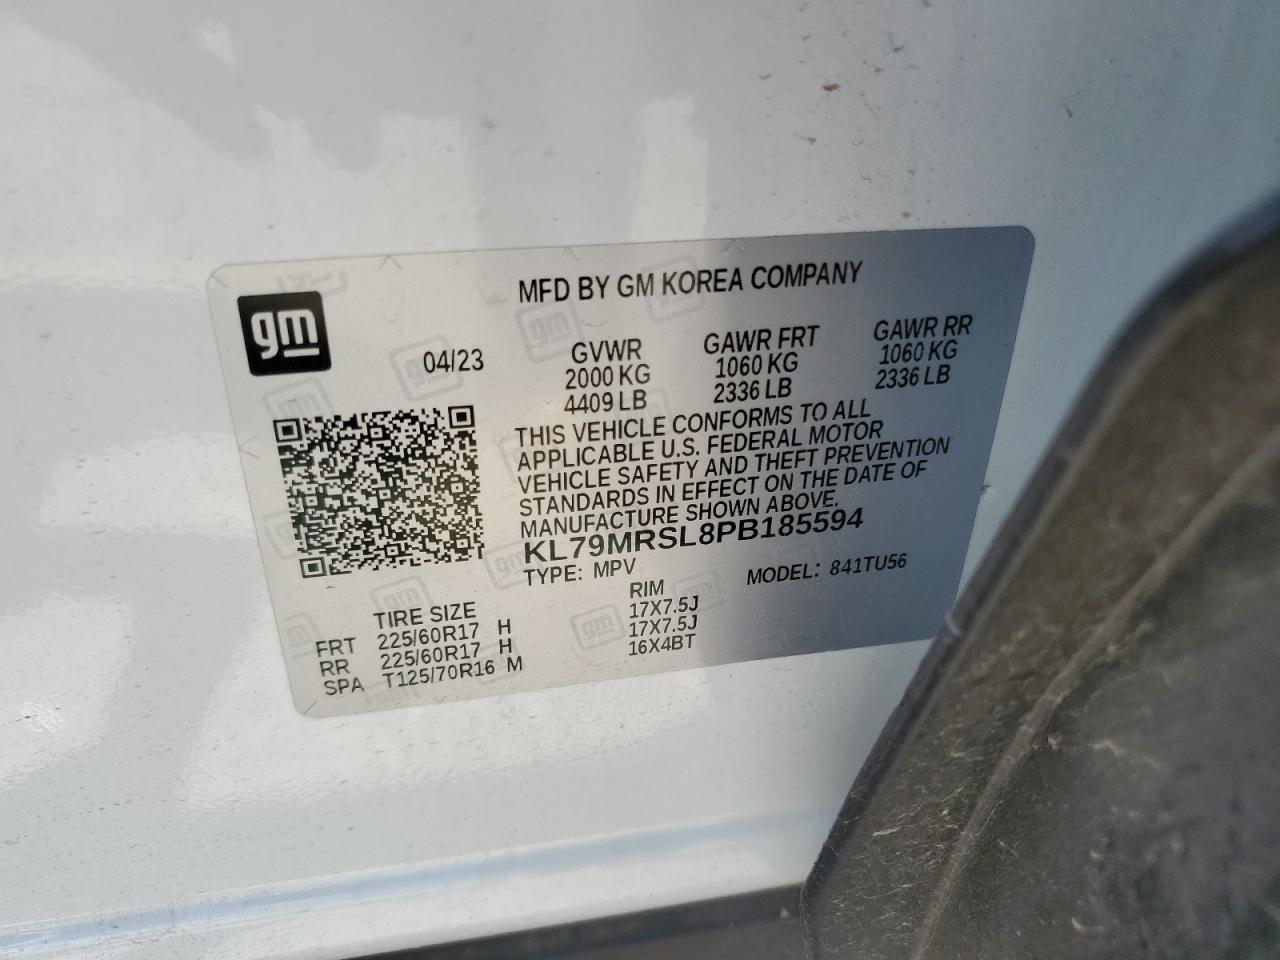 gm
MFD BY GM KOREA COMPANY
04/23
GVWR GAWR FRT GAWR RR
2000 KG 1060 KG 1060 KG
4409 LB 2336 LB 2336 LB
THIS VEHICLE CONFORMS TO ALL
APPLICABLE U.S. FEDERAL MOTOR
VEHICLE SAFETY AND THEFT PREVENTION
STANDARDS IN EFFECT ON THE DATE OF
MANUFACTURE SHOWN ABOVE.
KL79MRSL8PB185594
TYPE: MPV MODEL: 841TU56
TIRE SIZE RIM
FRT 225/60R17 H 17X7.5J
RR 225/60R17 H 17X7.5J
SPA T125/70R16 M 16X4BT